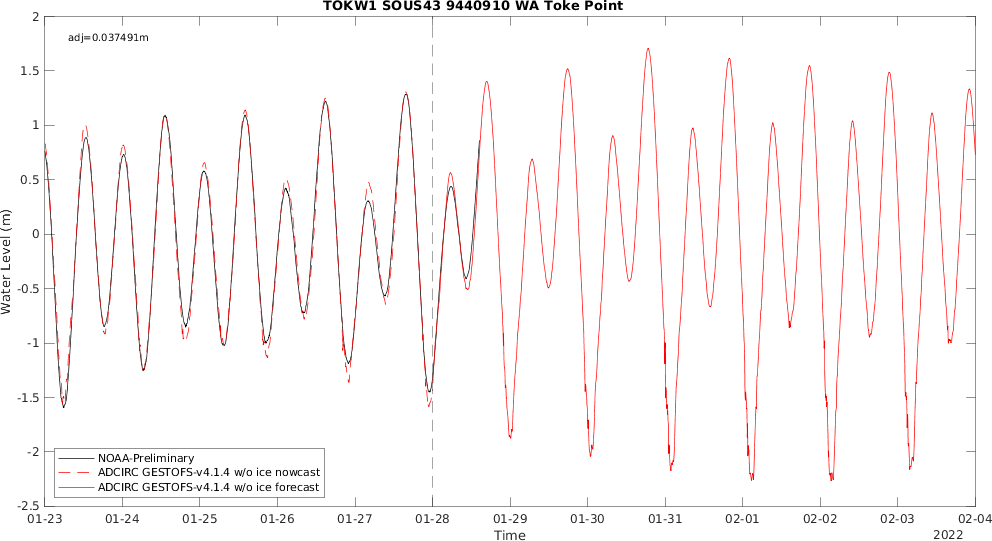 TOKW1 SOUS43 9440910 WA Toke Point
adj=0.037491m
Water Level (m)
2
1.5
1
0.5
0
-0.5
-1
-1.5
-2
-2.5
NOAA-Preliminary
ADCIRC GESTOFS-v4.1.4 w/o ice nowcast
ADCIRC GESTOFS-v4.1.4 w/o ice forecast
01-23 01-24 01-25 01-26 01-27 01-28 01-29 01-30 01-31 02-01 02-02 02-03 02-04
Time
2022